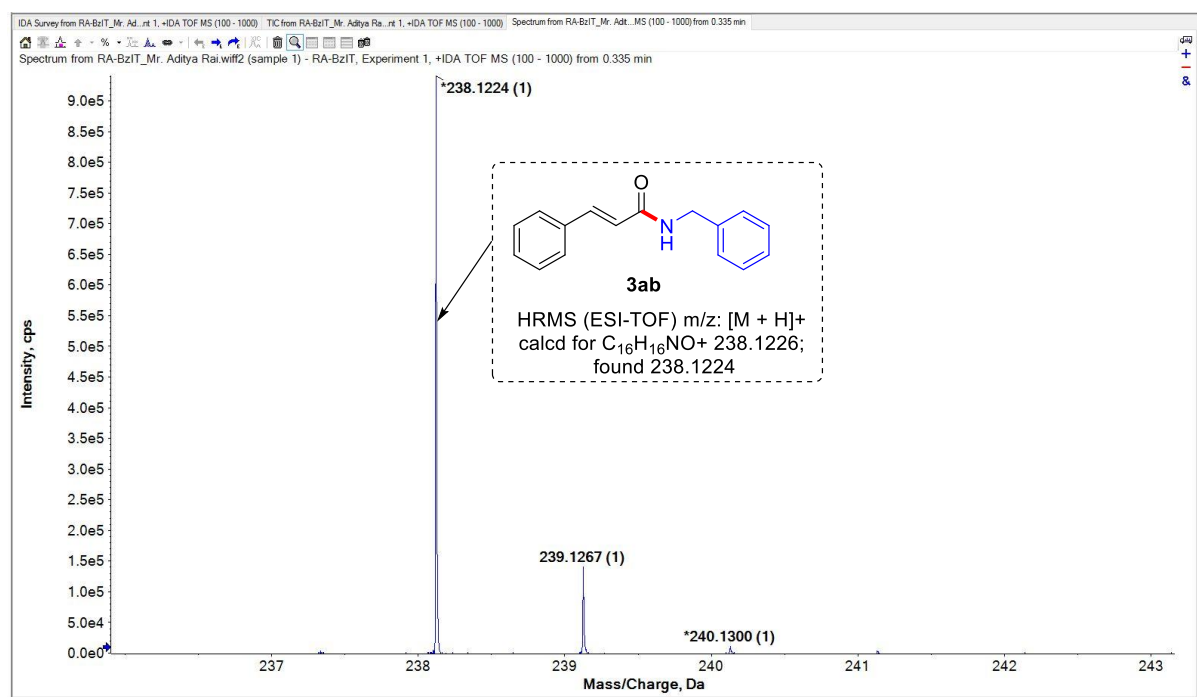 IDA Survey from RA-BzIT_Mr. Ad...nt 1, +IDA TOF MS (100 - 1000) TIC from RA-BzIT_Mr. Aditya Ra...nt 1, +IDA TOF MS (100 - 1000) Spectrum from RA-BzIT_Mr. Adit...MS (100 - 1000) from 0.335 min
Spectrum from RA-BzIT_Mr. Aditya Rai.wiff2 (sample 1) - RA-BzIT, Experiment 1, +IDA TOF MS (100 - 1000) from 0.335 min
*238.1224 (1)
9.0e5
8.5e5
8.0e5
7.5e5
7.0e5
6.5e5
6.0e5
5.5e5
5.0e5
4.5e5
4.0e5
3.5e5
3.0e5
2.5e5
2.0e5
1.5e5
1.0e5
5.0e4
0.0e0
Intensity, cps
O
N
H
3ab
HRMS (ESI-TOF) m/z: [M + H]+
calcd for C₁₆H₁₆NO+ 238.1226;
found 238.1224
239.1267 (1)
*240.1300 (1)
237 238 239 240 241 242 243
Mass/Charge, Da